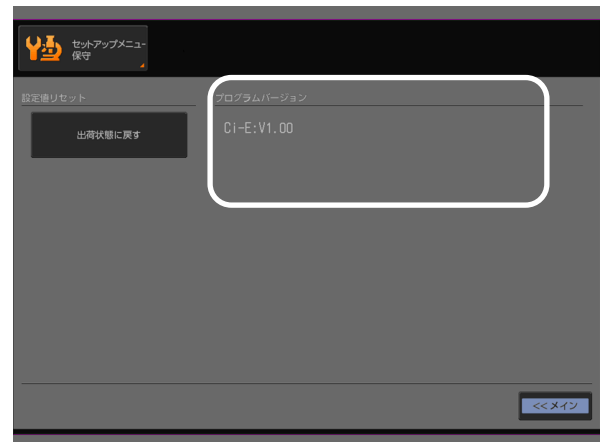 セットアップメニュー
保守
設定値リセット
プログラムバージョン
出荷状態に戻す
Ci-E:V1.00
<<メイン